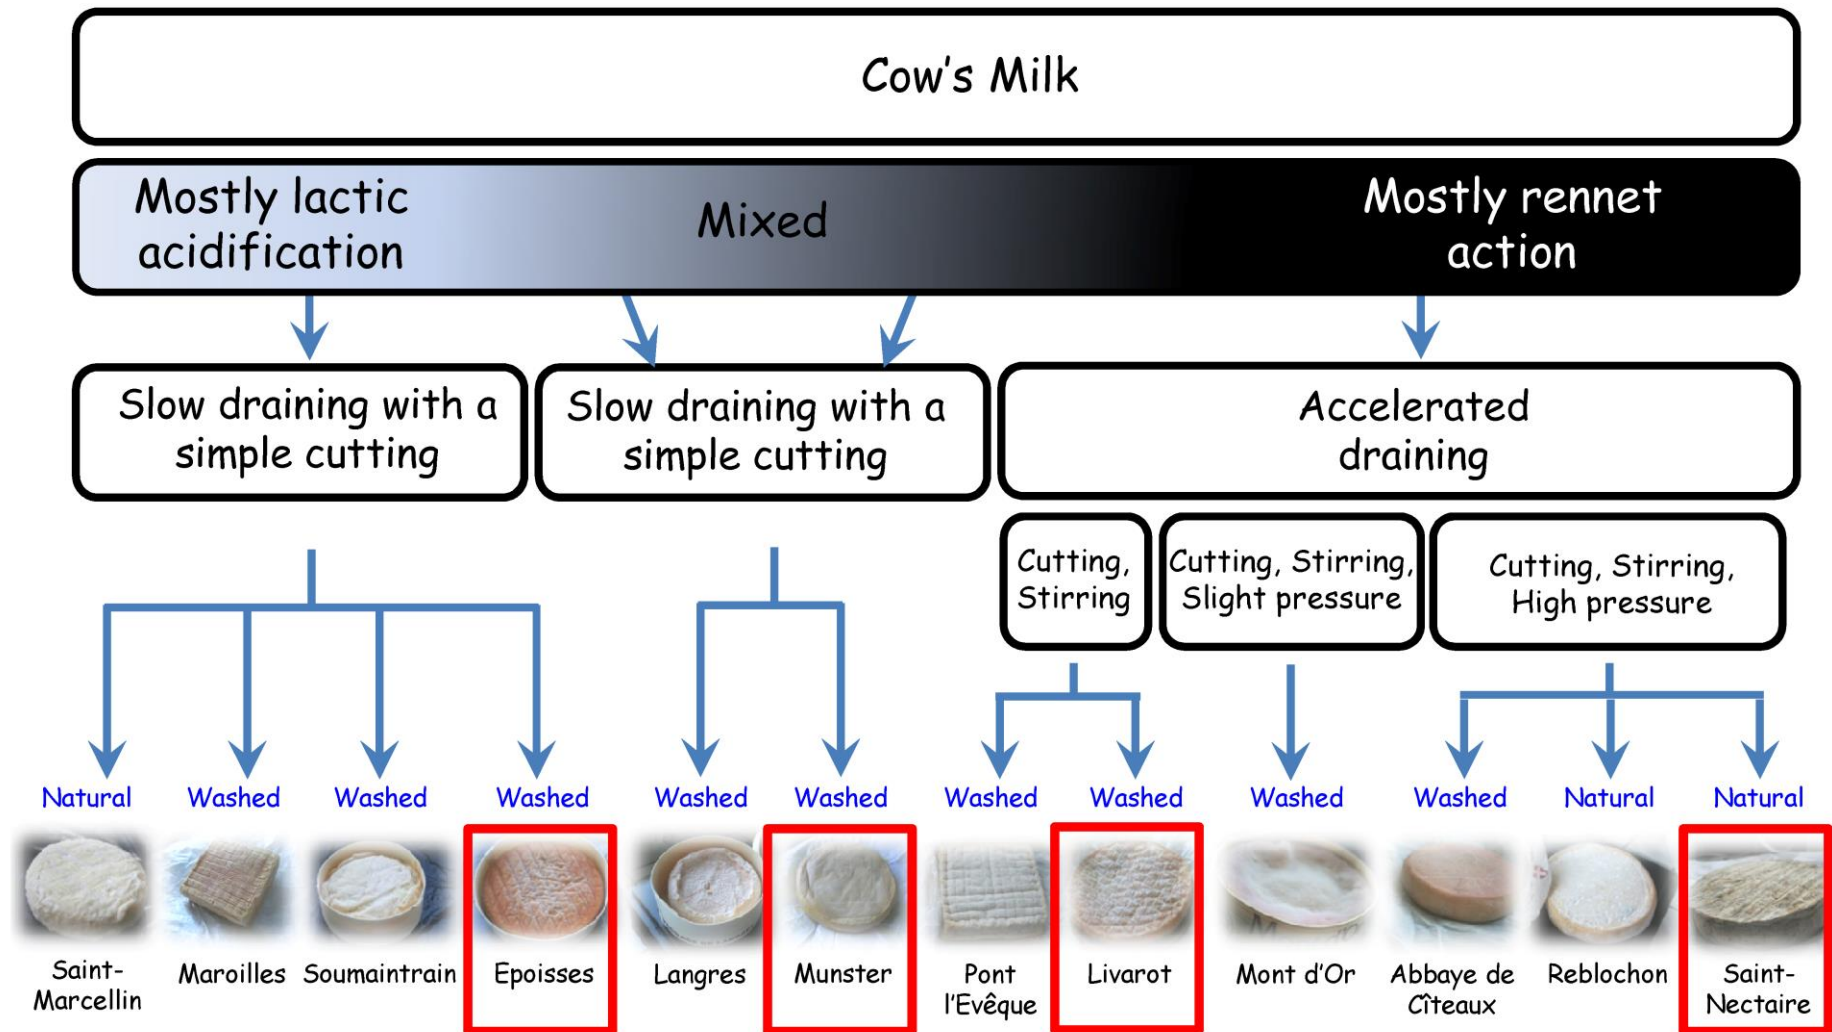 Cow's Milk
Mostly lactic
acidification
Mixed
Mostly rennet
action
Slow draining with a
simple cutting
Slow draining with a
simple cutting
Accelerated
draining
Cutting,
Stirring
Cutting, Stirring,
Slight pressure
Cutting, Stirring,
High pressure
Natural
Washed
Washed
Washed
Washed
Washed
Washed
Washed
Washed
Washed
Natural
Natural
Saint-
Marcellin
Maroilles
Soumaintrain
Epoisses
Langres
Munster
Pont
l'Evêque
Livarot
Mont d'Or
Abbaye de
Cîteaux
Reblochon
Saint-
Nectaire